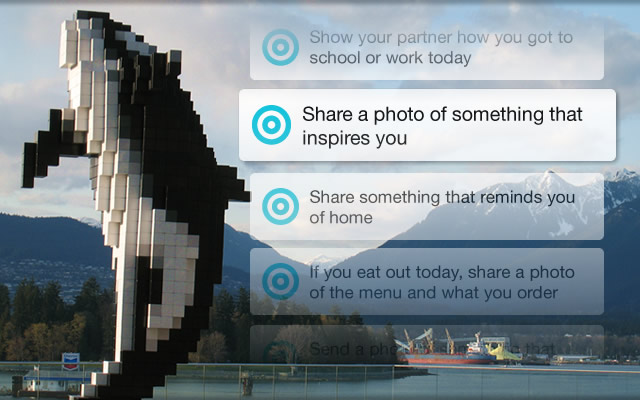 Show your partner how you got to
school or work today
Share a photo of something that
inspires you
Share something that reminds you
of home
If you eat out today, share a photo
of the menu and what you order
Send a that